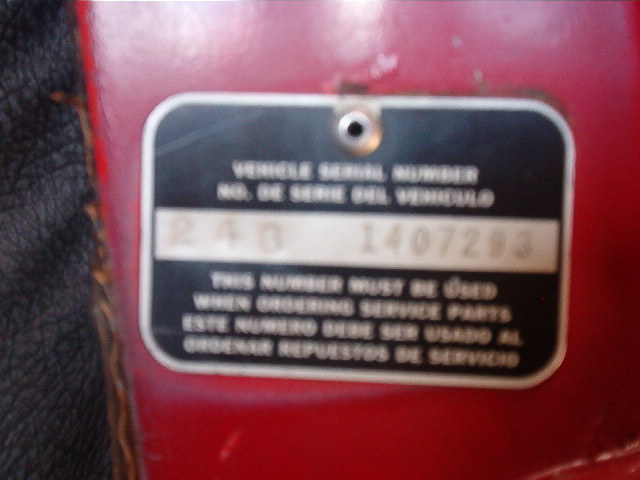 VEHICLE SERIAL NUMBER
NO. DE SERIE DEL VEHICULO
1407293
THIS NUMBER MUST BE USED
WHEN ORDERING SERVICE PARTS
ESTE NUMERO DEBE SER USADO AL
ORDENAR REPUESTOS DE SERVICIO